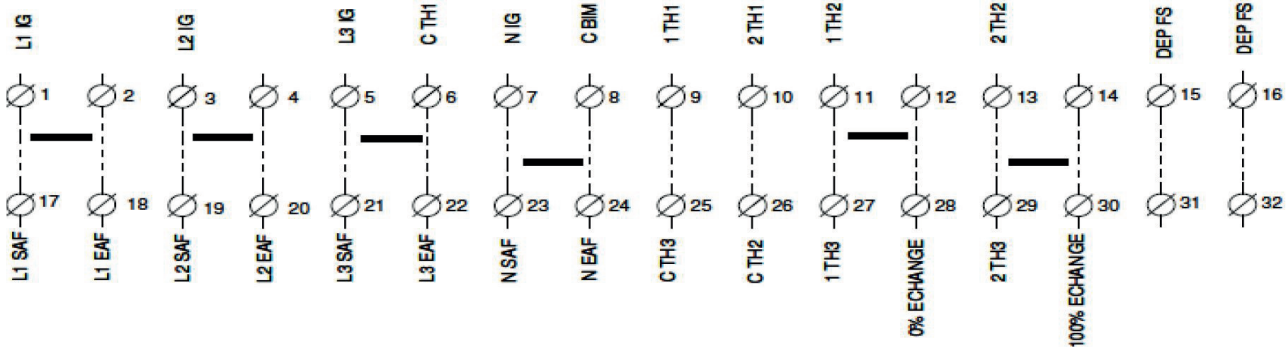 L1 IG L2 IG L3 IG C TH1 N IG C BIM 1 TH1 2 TH1 1 TH2 2 TH2 DEP FS DEP FS
1 2 3 4 5 6 7 8 9 10 11 12 13 14 15 16
17 18 19 20 21 22 23 24 25 26 27 28 29 30 31 32
L1 SAF L1 EAF L2 SAF L2 EAF L3 SAF L3 EAF N SAF N EAF C TH3 C TH2 1 TH3 0% ECHANGE 2 TH3 100% ECHANGE